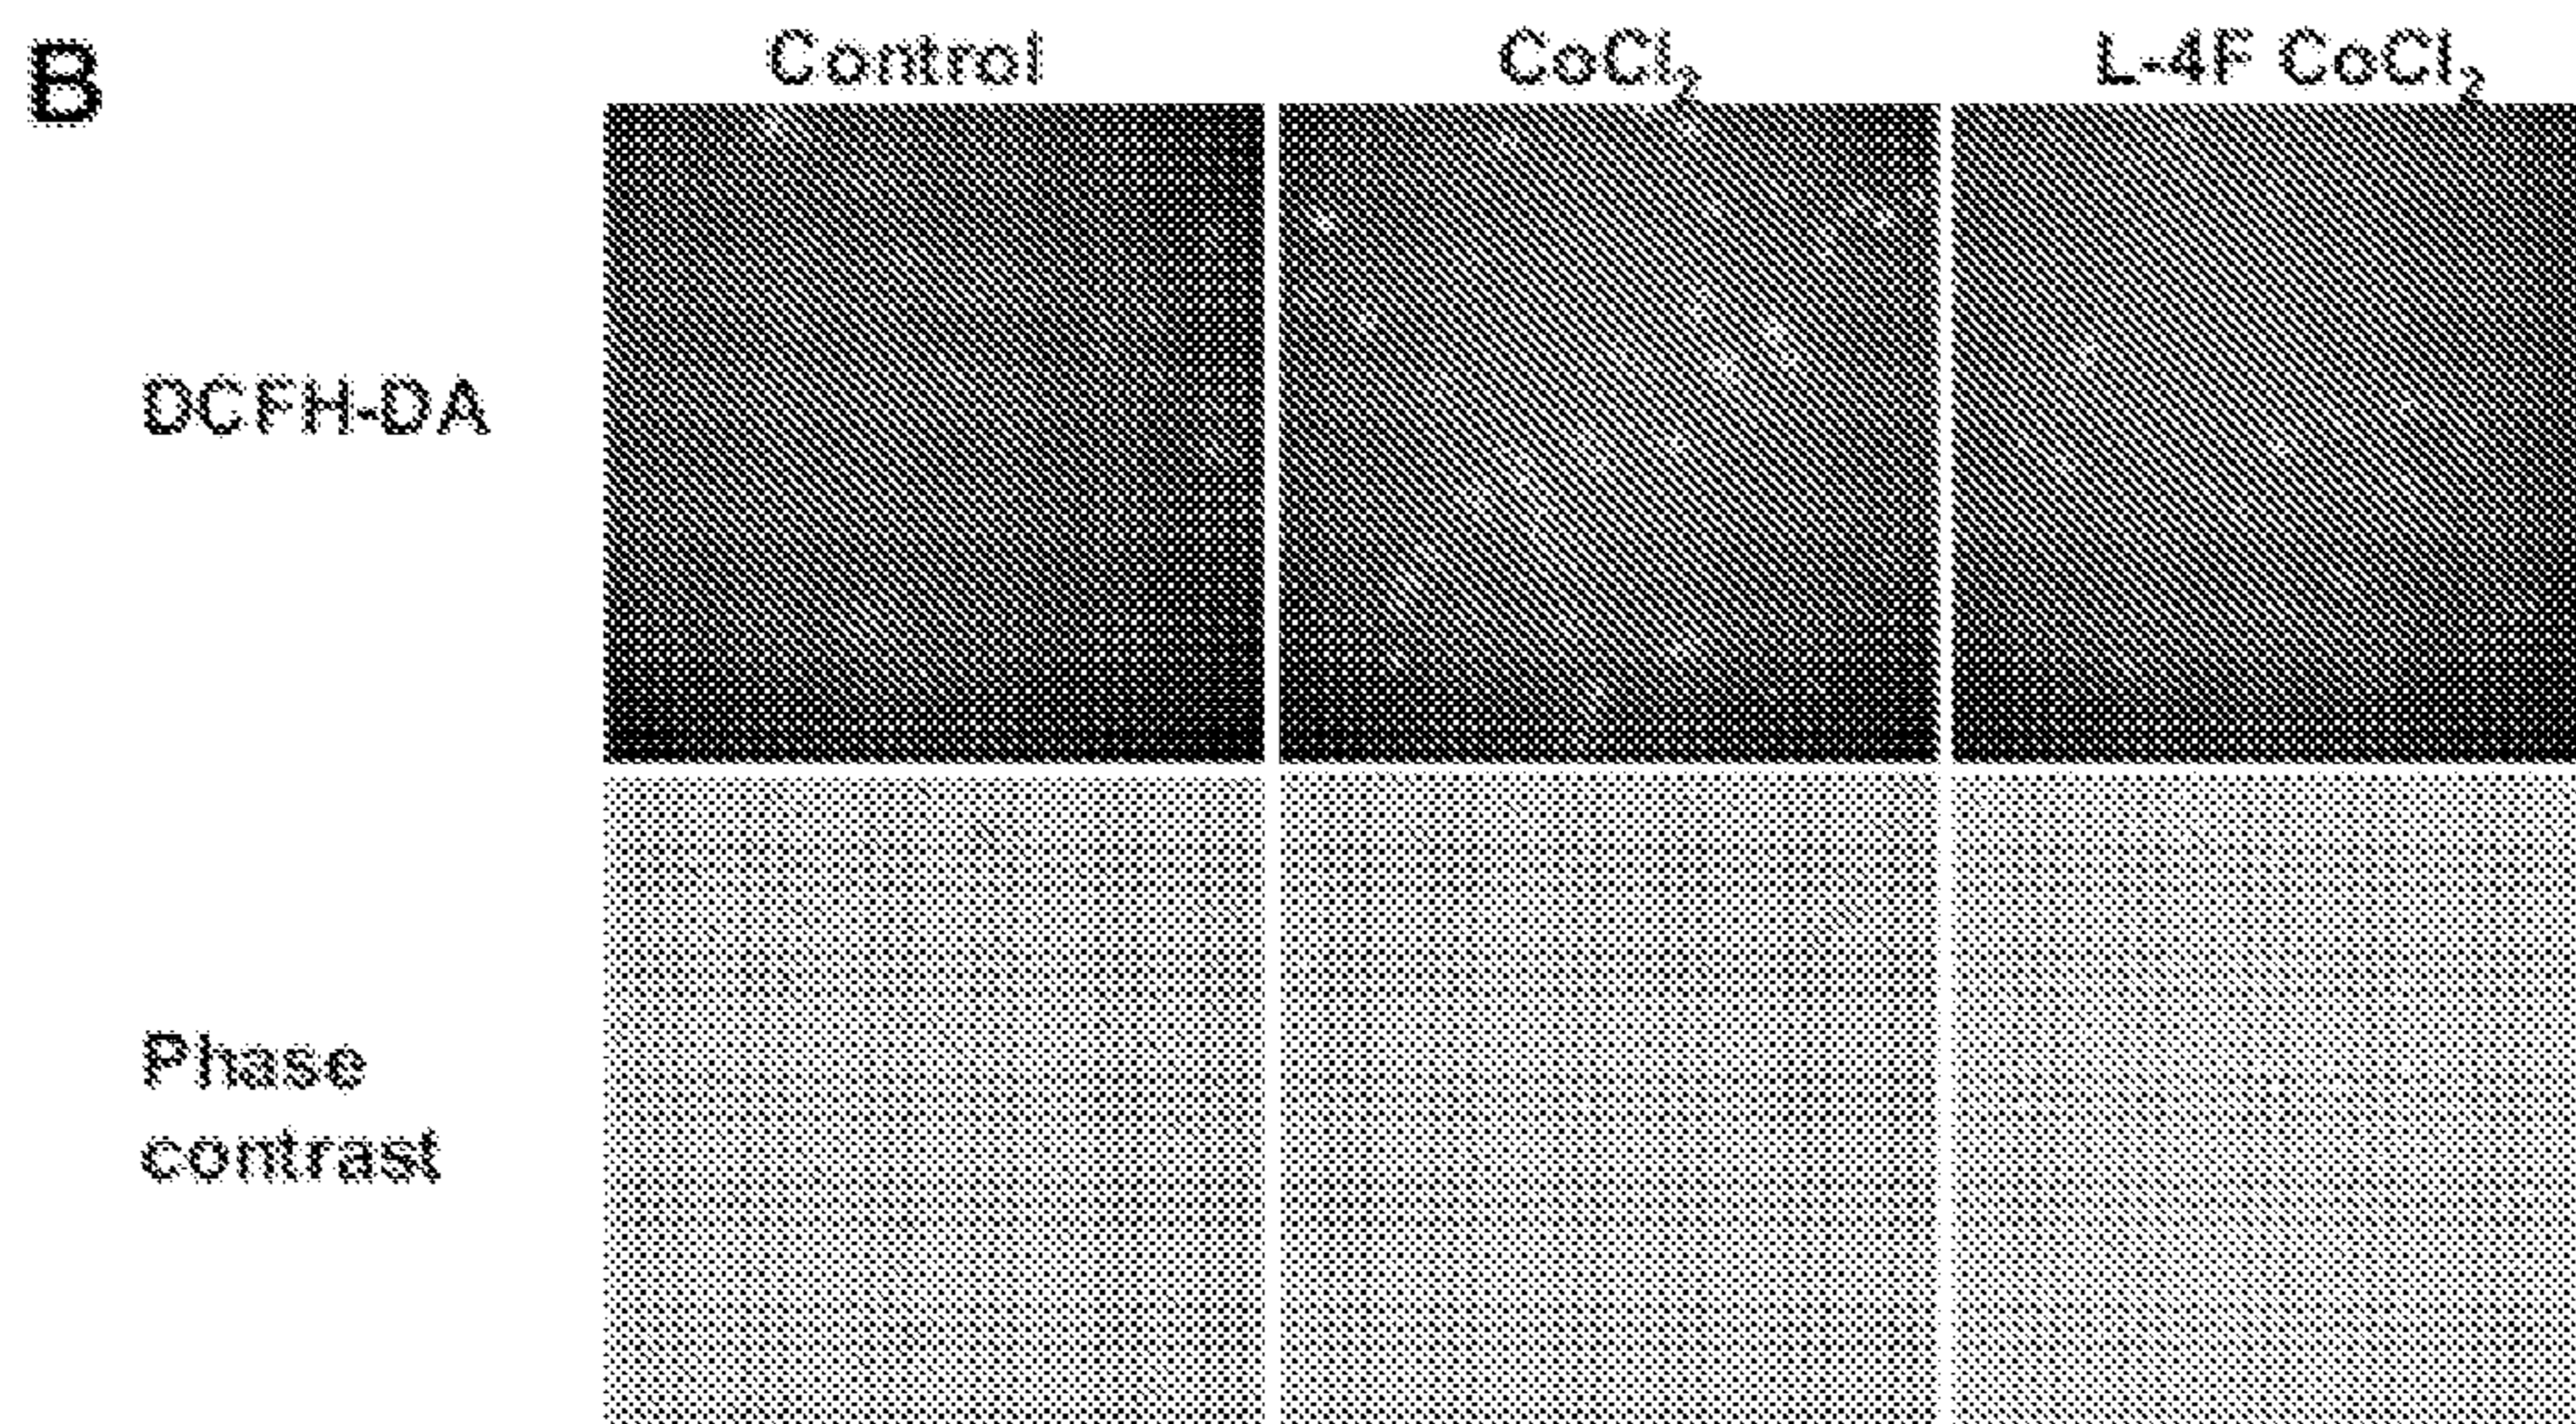 B
Control CoCl₂ L-4F CoCl₂
DCFH-DA
Phase
contrast